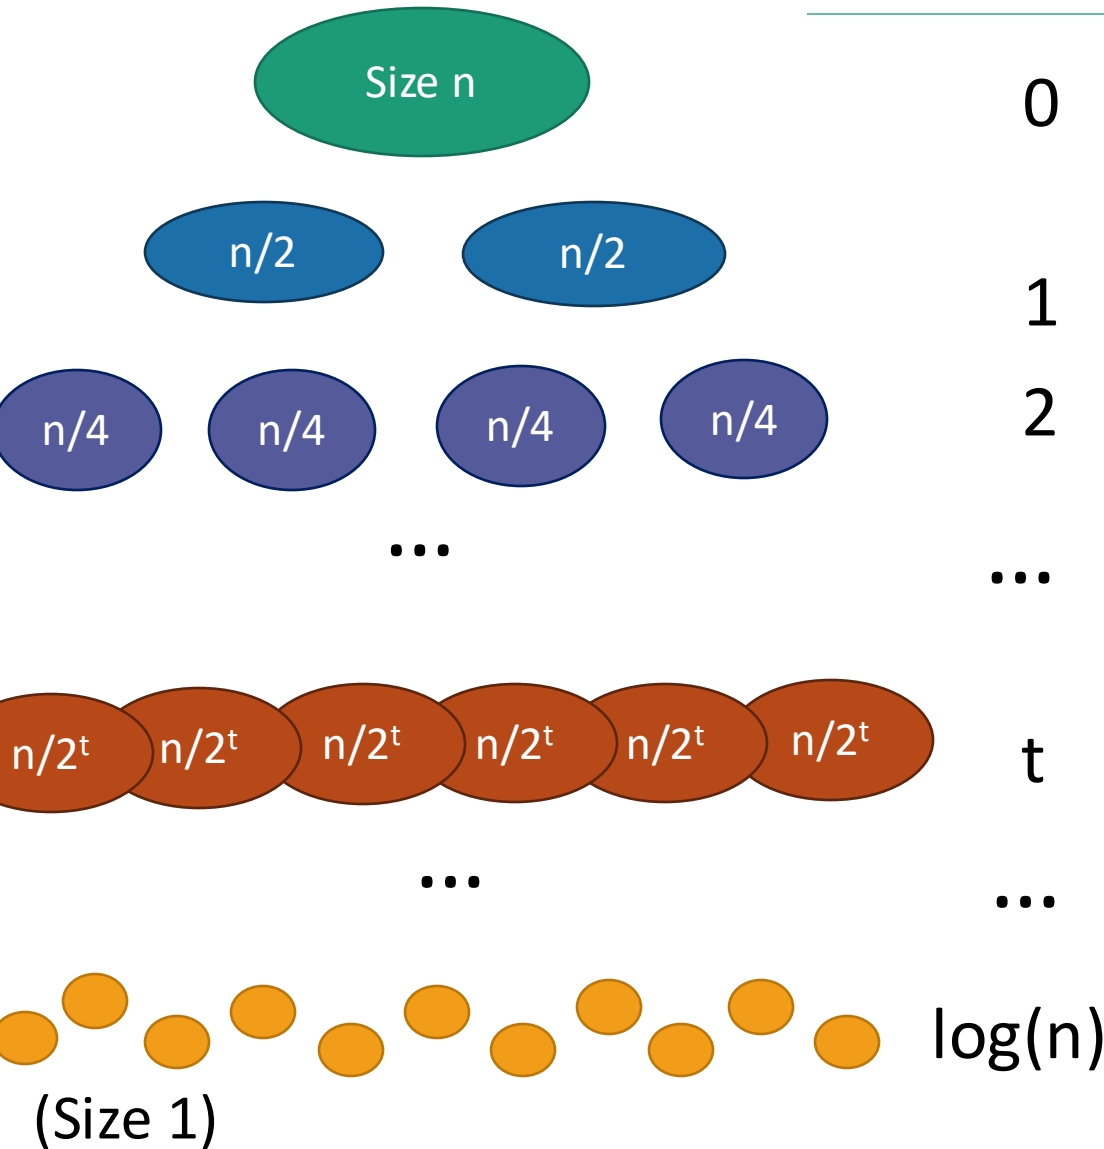 Size n
0
n/2 n/2
1
n/4 n/4 n/4 n/4
2
...
...
n/2ᵗ n/2ᵗ n/2ᵗ n/2ᵗ n/2ᵗ n/2ᵗ
t
...
...
log(n)
(Size 1)